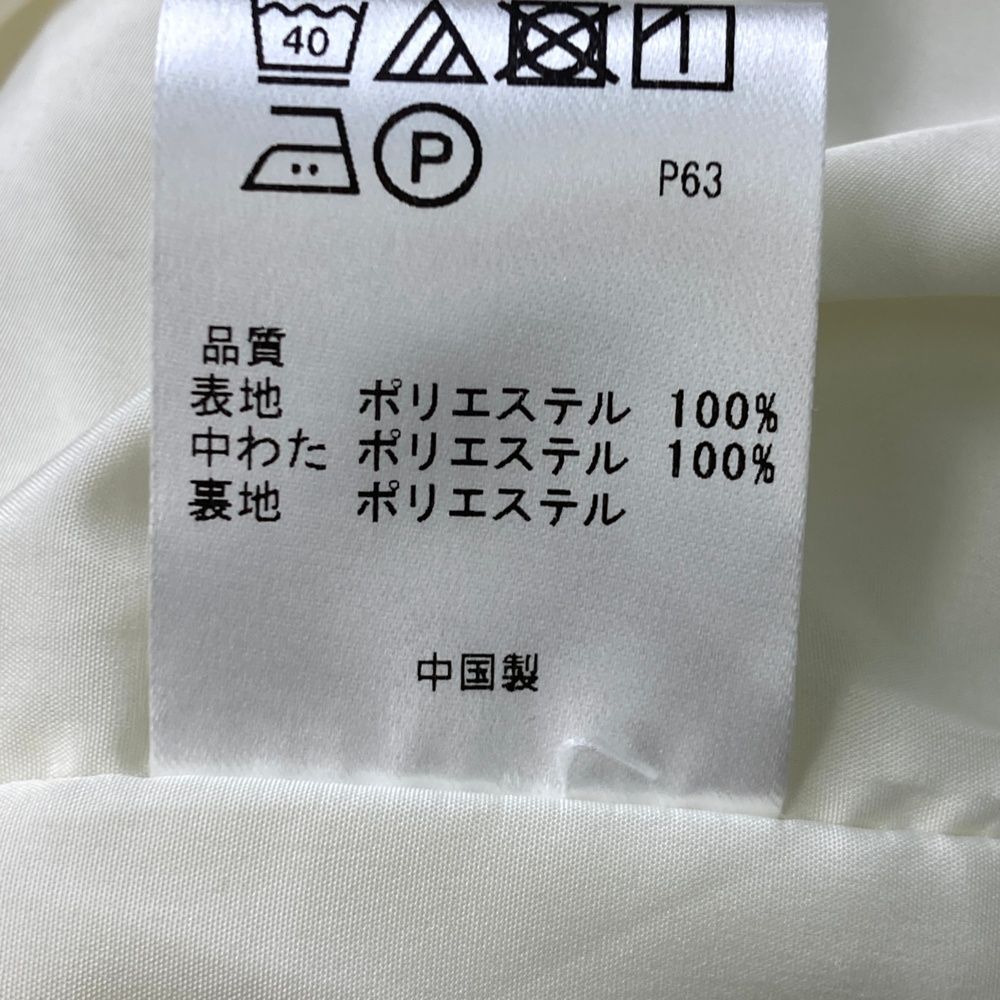 40
P
P63
品質
表地 ポリエステル 100%
中わた ポリエステル 100%
裏地 ポリエステル
中国製